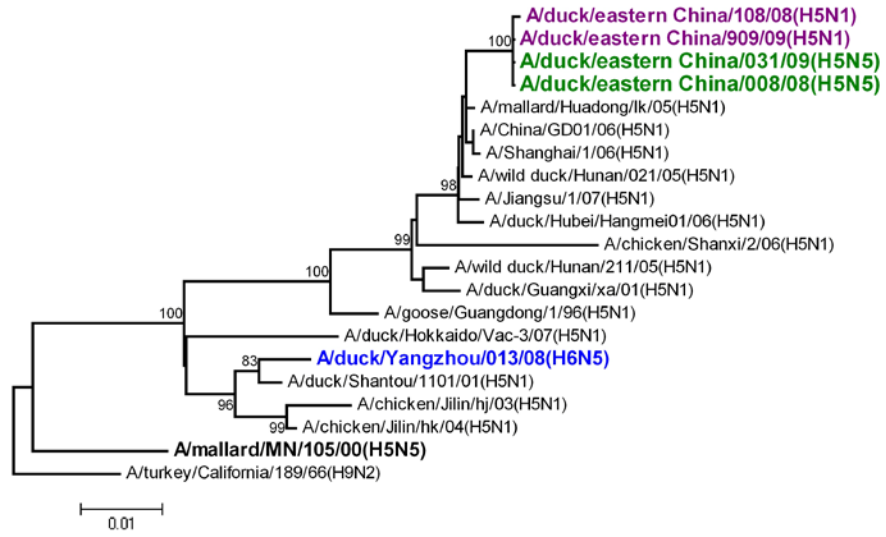 A/duck/eastern China/108/08(H5N1)
100
A/duck/eastern China/909/09(H5N1)
A/duck/eastern China/031/09(H5N5)
A/duck/eastern China/008/08(H5N5)
A/mallard/Huadong/lk/05(H5N1)
A/China/GD01/06(H5N1)
A/Shanghai/1/06(H5N1)
A/wild duck/Hunan/021/05(H5N1)
98
A/Jiangsu/1/07(H5N1)
A/duck/Hubei/Hangmei01/06(H5N1)
99
A/chicken/Shanxi/2/06(H5N1)
A/wild duck/Hunan/211/05(H5N1)
100
A/duck/Guangxi/xa/01(H5N1)
A/goose/Guangdong/1/96(H5N1)
100
A/duck/Hokkaido/Vac-3/07(H5N1)
A/duck/Yangzhou/013/08(H6N5)
83
A/duck/Shantou/1101/01(H5N1)
96
A/chicken/Jilin/hj/03(H5N1)
99
A/chicken/Jilin/hk/04(H5N1)
A/mallard/MN/105/00(H5N5)
A/turkey/California/189/66(H9N2)
0.01